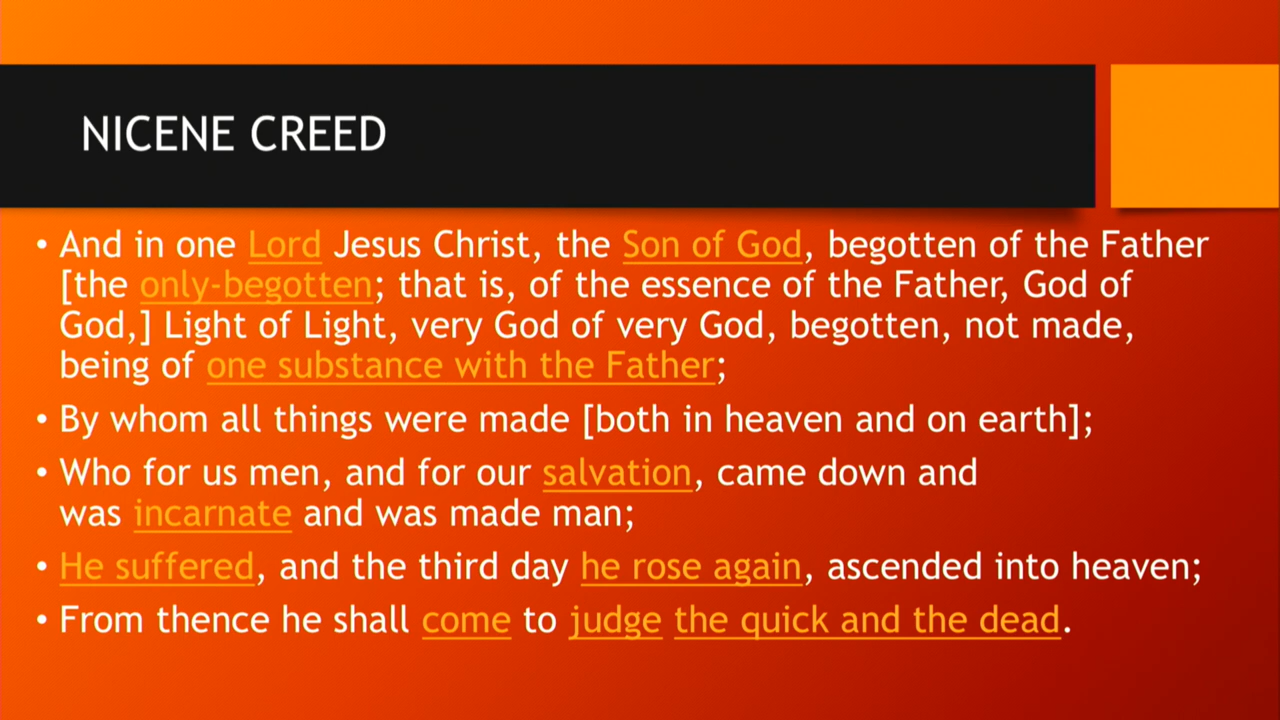 NICENE CREED
• And in one Lord Jesus Christ, the Son of God, begotten of the Father
[the only-begotten; that is, of the essence of the Father, God of
God,] Light of Light, very God of very God, begotten, not made,
being of one substance with the Father;
• By whom all things were made [both in heaven and on earth];
• Who for us men, and for our salvation, came down and
was incarnate and was made man;
• He suffered, and the third day he rose again, ascended into heaven;
• From thence he shall come to judge the quick and the dead.